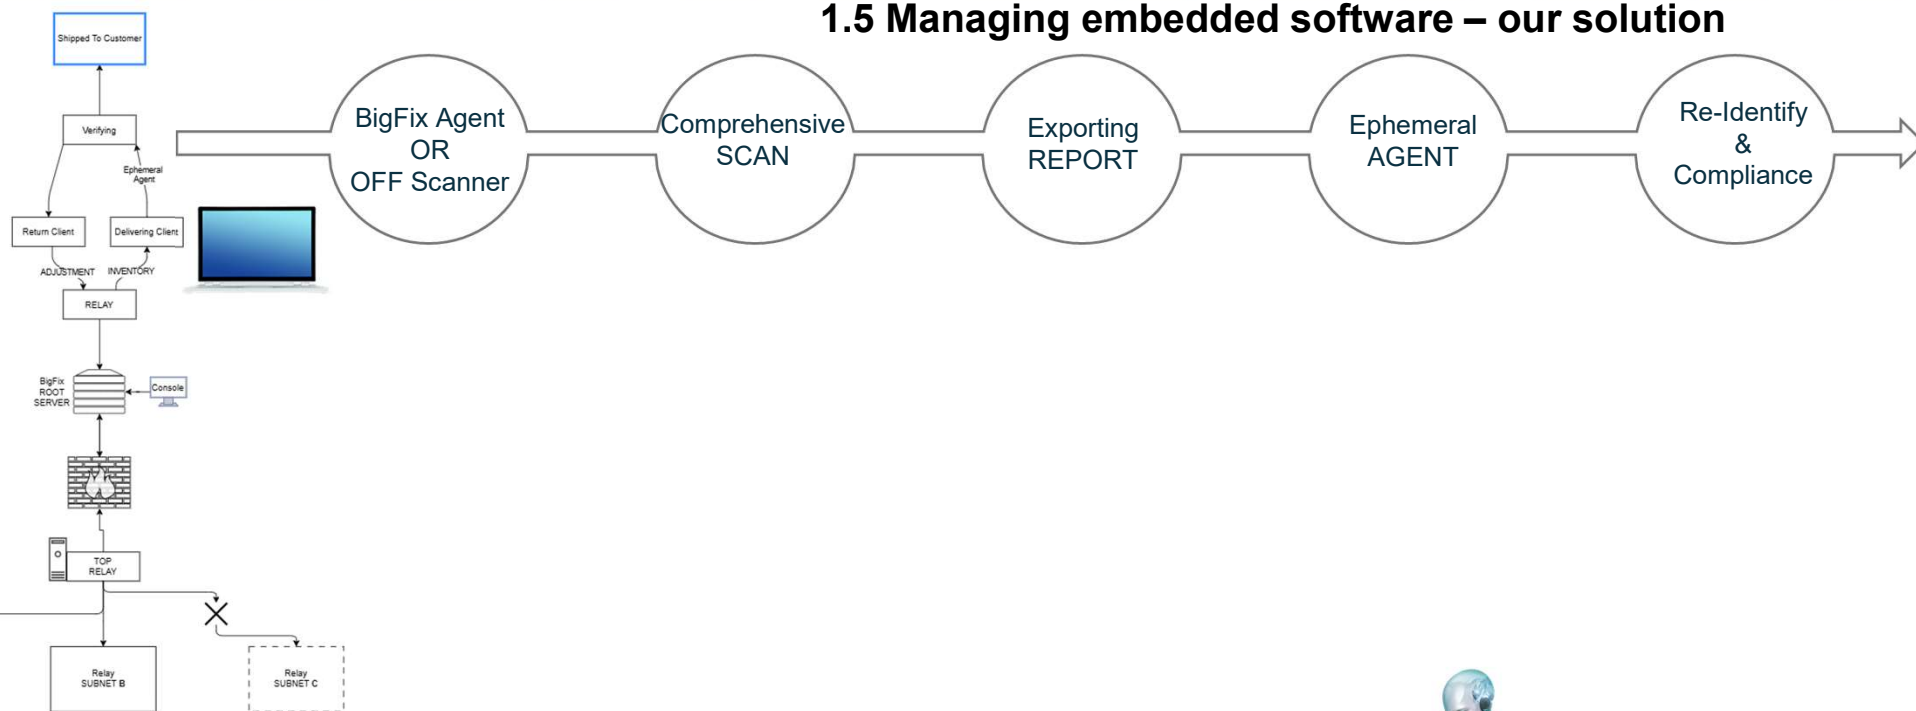 1.5 Managing embedded software – our solution
Shipped To Customer
Verifying
Ephemeral
Agent
Return Client
Delivering Client
ADJUSTMENT
INVENTORY
RELAY
BigFix
ROOT
SERVER
Console
TOP
RELAY
Relay
SUBNET B
Relay
SUBNET C
BigFix Agent
OR
OFF Scanner
Comprehensive
SCAN
Exporting
REPORT
Ephemeral
AGENT
Re-Identify
&
Compliance